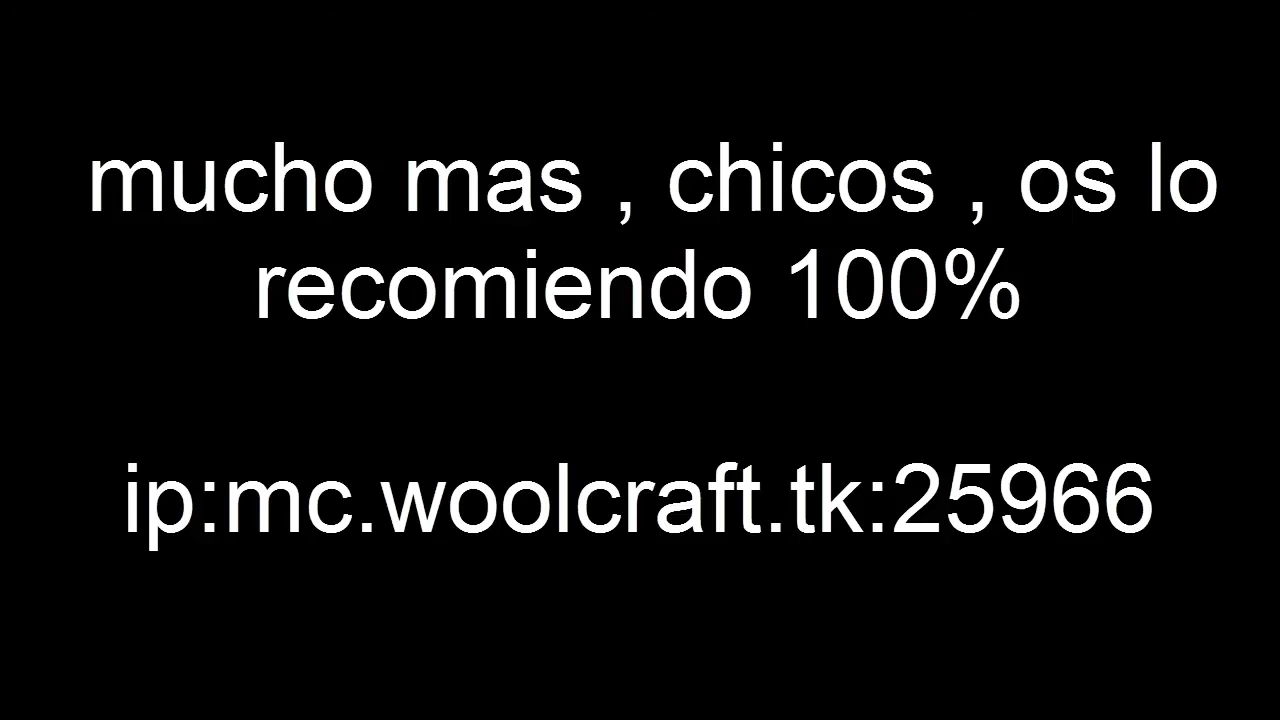 mucho mas , chicos , os lo
recomiendo 100%
ip:mc.woolcraft.tk:25966